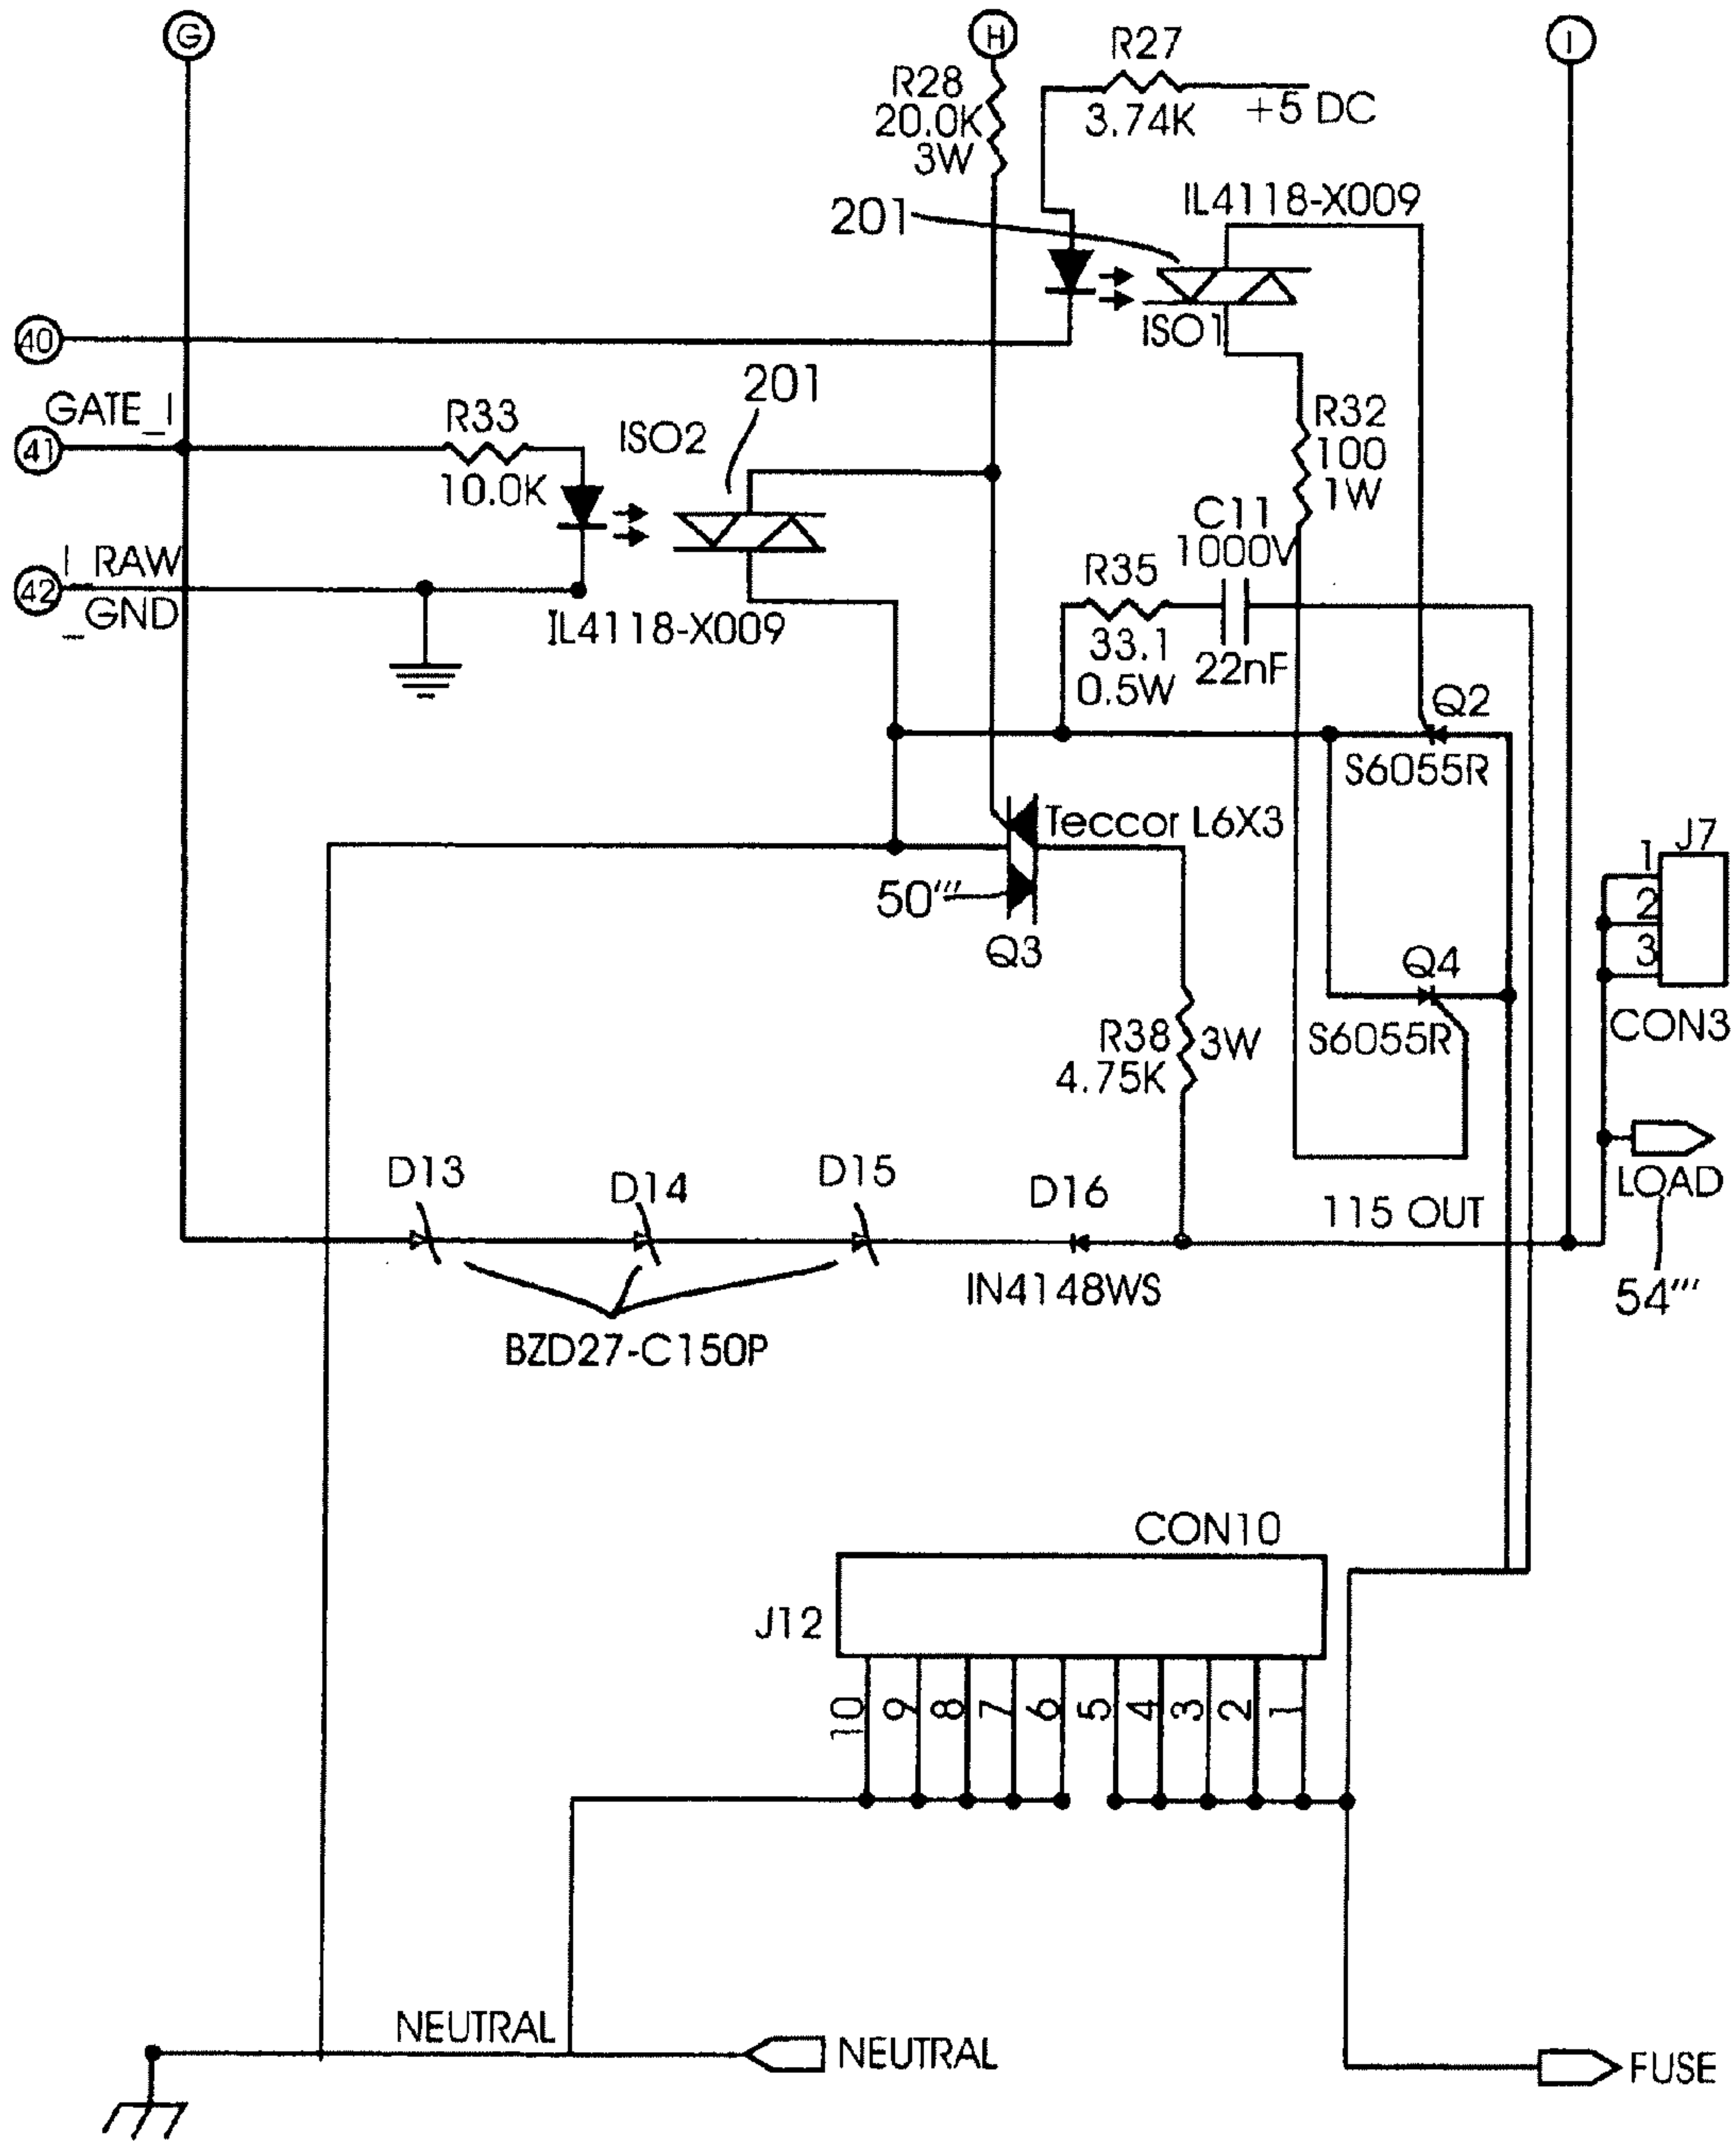 G
H
I
R27
3.74K
+5 DC
R28
20.0K
3W
IL4118-X009
201
ISO1
40
GATE_I
41
R33
10.0K
ISO2
201
R32
100
1W
I_RAW
_GND
42
IL4118-X009
C11
1000V
22nF
R35
33.1
0.5W
Q2
S6055R
Teccor L6X3
50'''
Q3
J7
1
2
3
CON3
Q4
S6055R
R38
4.75K
3W
D13
D14
D15
D16
115 OUT
LOAD
54'''
IN4148WS
BZD27-C150P
CON10
J12
10
9
8
7
6
5
4
3
2
1
NEUTRAL
NEUTRAL
FUSE